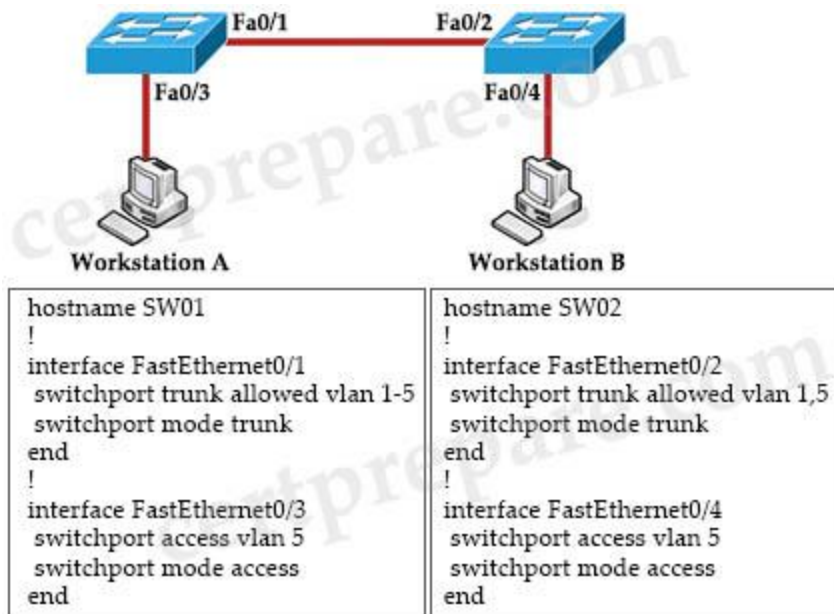 Fa0/1
Fa0/2
Fa0/3
Fa0/4
certprepare.com
Workstation A
Workstation B
hostname SW01
!
interface FastEthernet0/1
switchport trunk allowed vlan 1-5
switchport mode trunk
end
!
interface FastEthernet0/3
switchport access vlan 5
switchport mode access
end
hostname SW02
!
interface FastEthernet0/2
switchport trunk allowed vlan 1,5
switchport mode trunk
end
!
interface FastEthernet0/4
switchport access vlan 5
switchport mode access
end
certprepare.com